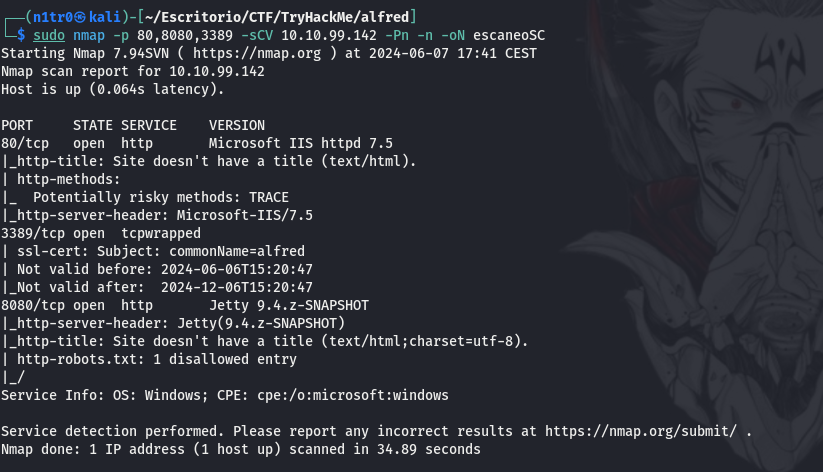 ┌──(n1tr0㉿kali)-[~/Escritorio/CTF/TryHackMe/alfred]
└─$ sudo nmap -p 80,8080,3389 -sCV 10.10.99.142 -Pn -n -oN escaneoSC
Starting Nmap 7.94SVN ( https://nmap.org ) at 2024-06-07 17:41 CEST
Nmap scan report for 10.10.99.142
Host is up (0.064s latency).

PORT     STATE SERVICE    VERSION
80/tcp   open  http       Microsoft IIS httpd 7.5
|_http-title: Site doesn't have a title (text/html).
| http-methods:
|_  Potentially risky methods: TRACE
|_http-server-header: Microsoft-IIS/7.5
3389/tcp open  tcpwrapped
| ssl-cert: Subject: commonName=alfred
| Not valid before: 2024-06-06T15:20:47
|_Not valid after:  2024-12-06T15:20:47
8080/tcp open  http       Jetty 9.4.z-SNAPSHOT
|_http-server-header: Jetty(9.4.z-SNAPSHOT)
|_http-title: Site doesn't have a title (text/html;charset=utf-8).
| http-robots.txt: 1 disallowed entry
|_/
Service Info: OS: Windows; CPE: cpe:/o:microsoft:windows

Service detection performed. Please report any incorrect results at https://nmap.org/submit/ .
Nmap done: 1 IP address (1 host up) scanned in 34.89 seconds